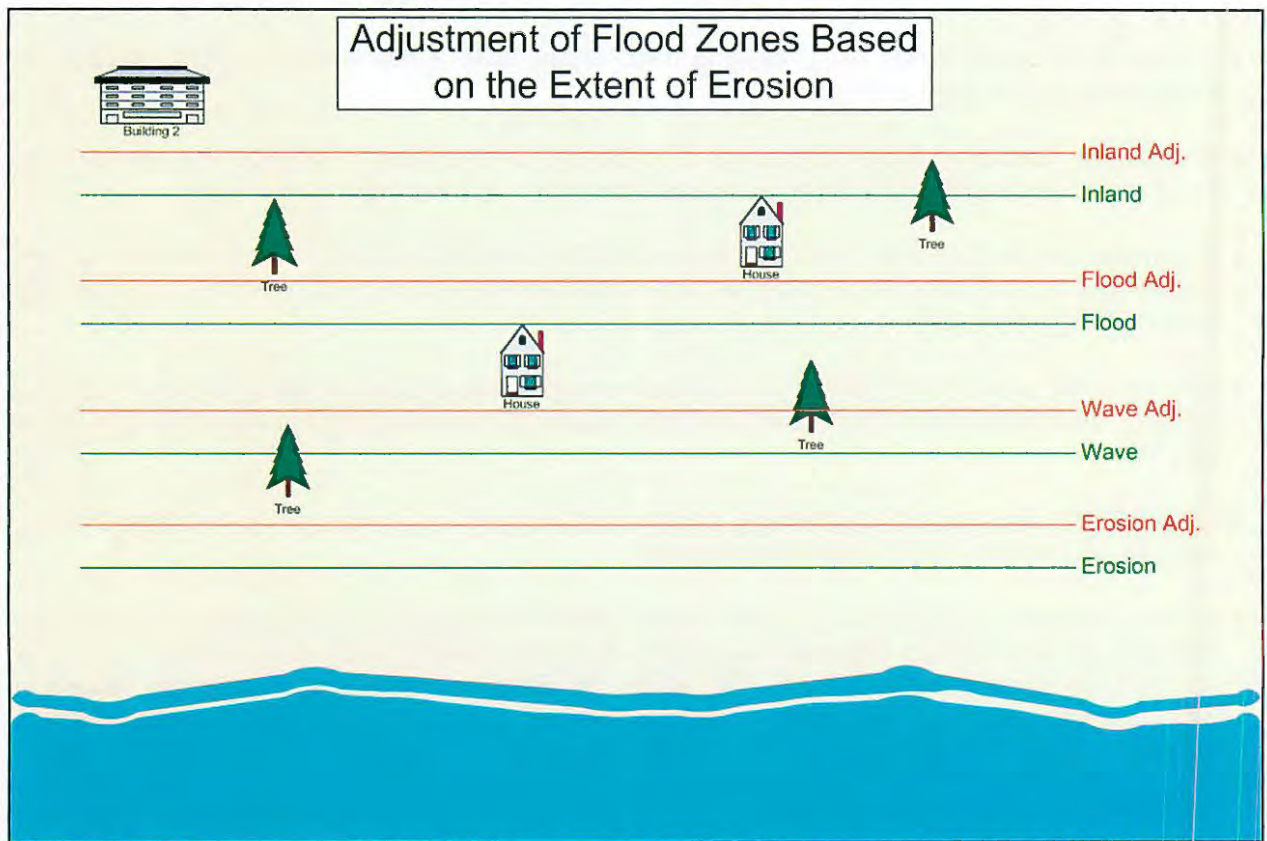 Adjustment of Flood Zones Based
on the Extent of Erosion
Building 2
Inland Adj.
Inland
Tree
House
Tree
Flood Adj.
Flood
House
Wave Adj.
Tree
Wave
Tree
Erosion Adj.
Erosion